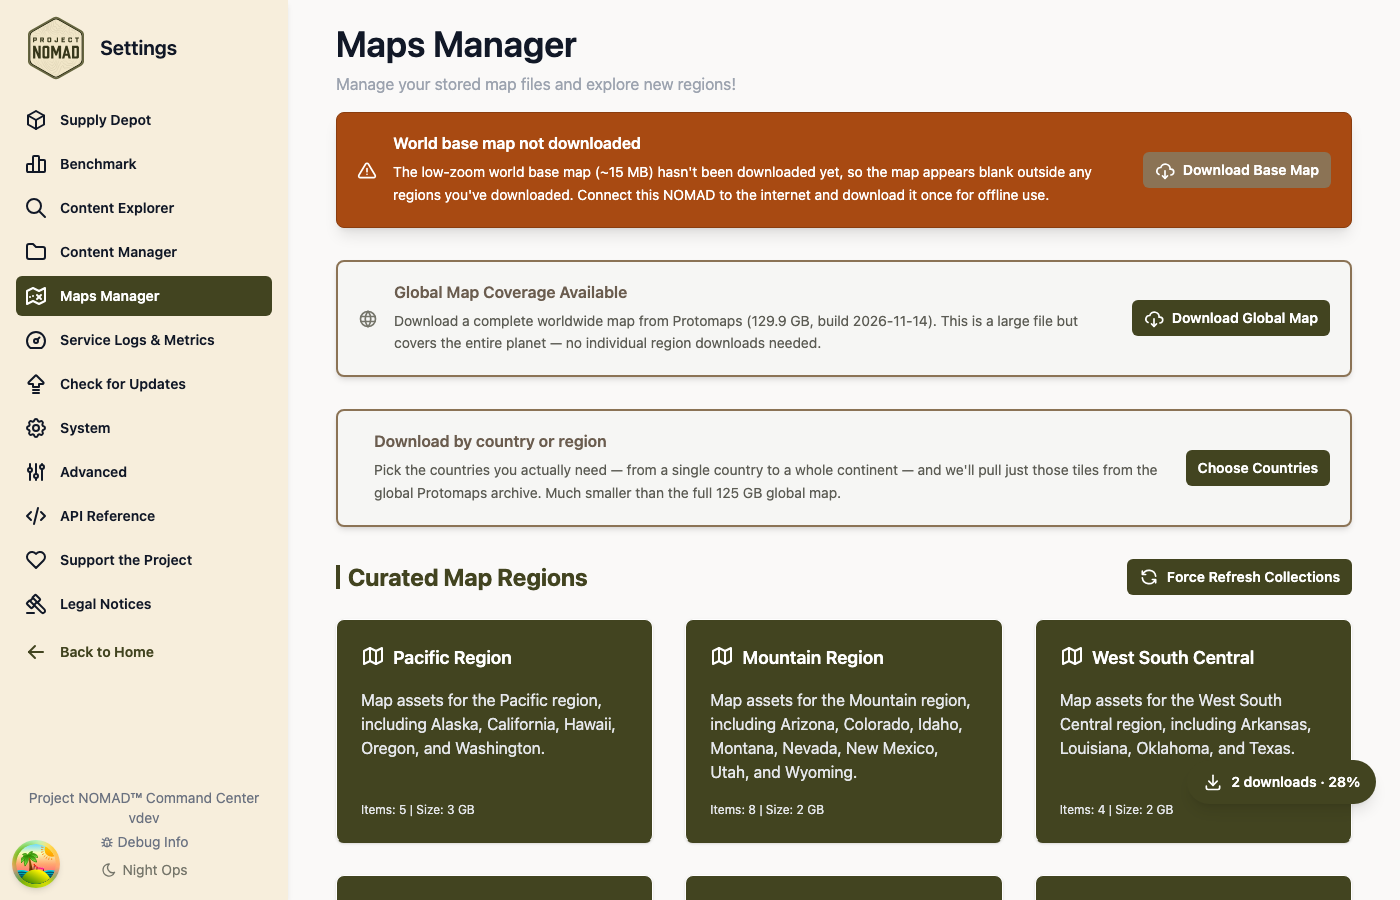 PROJECT
NOMAD
Settings
Supply Depot
Benchmark
Content Explorer
Content Manager
Maps Manager
Service Logs & Metrics
Check for Updates
System
Advanced
API Reference
Support the Project
Legal Notices
Back to Home
Project NOMAD™ Command Center
vdev
Debug Info
Night Ops
Maps Manager
Manage your stored map files and explore new regions!
World base map not downloaded
The low-zoom world base map (~15 MB) hasn't been downloaded yet, so the map appears blank outside any
regions you've downloaded. Connect this NOMAD to the internet and download it once for offline use.
Download Base Map
Global Map Coverage Available
Download a complete worldwide map from Protomaps (129.9 GB, build 2026-11-14). This is a large file but
covers the entire planet — no individual region downloads needed.
Download Global Map
Download by country or region
Pick the countries you actually need — from a single country to a whole continent — and we'll pull just those tiles from the
global Protomaps archive. Much smaller than the full 125 GB global map.
Choose Countries
Curated Map Regions
Force Refresh Collections
Pacific Region
Map assets for the Pacific region,
including Alaska, California, Hawaii,
Oregon, and Washington.
Items: 5 | Size: 3 GB
Mountain Region
Map assets for the Mountain region,
including Arizona, Colorado, Idaho,
Montana, Nevada, New Mexico,
Utah, and Wyoming.
Items: 8 | Size: 2 GB
West South Central
Map assets for the West South
Central region, including Arkansas,
Louisiana, Oklahoma, and Texas.
Items: 4 | Size: 2 GB
2 downloads · 28%